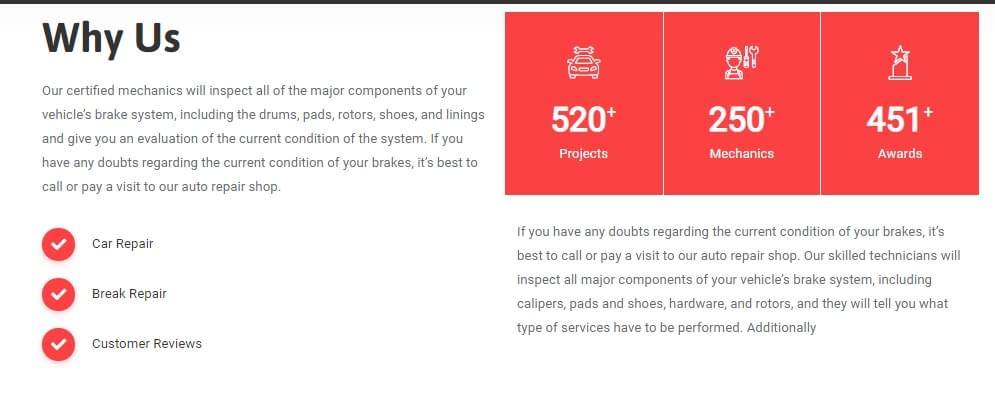 Why Us
Our certified mechanics will inspect all of the major components of your
vehicle's brake system, including the drums, pads, rotors, shoes, and linings
and give you an evaluation of the current condition of the system. If you
have any doubts regarding the current condition of your brakes, it's best to
call or pay a visit to our auto repair shop.
Car Repair
Break Repair
Customer Reviews
520+
Projects
250+
Mechanics
451+
Awards
If you have any doubts regarding the current condition of your brakes, it's
best to call or pay a visit to our auto repair shop. Our skilled technicians will
inspect all major components of your vehicle's brake system, including
calipers, pads and shoes, hardware, and rotors, and they will tell you what
type of services have to be performed. Additionally